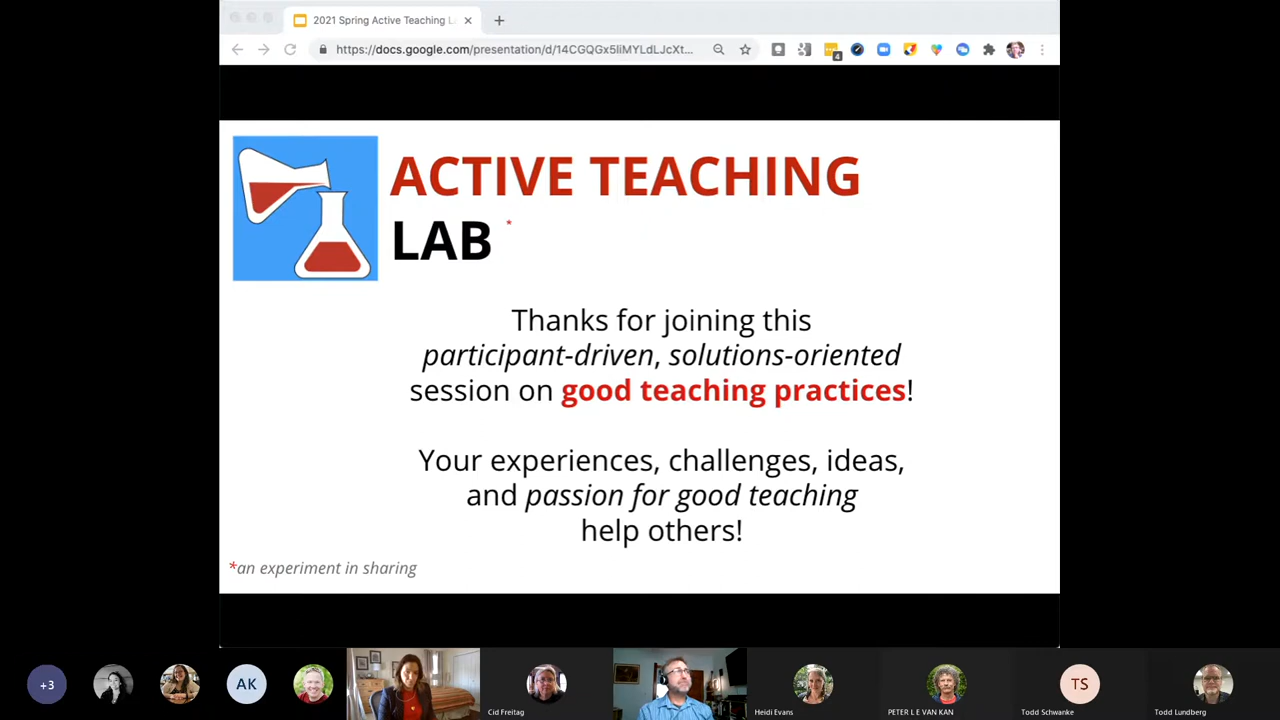 2021 Spring Active Teaching L
https://docs.google.com/presentation/d/14CGQGx5liMYLdLJcXt...
4
ACTIVE TEACHING
LAB *
Thanks for joining this
participant-driven, solutions-oriented
session on good teaching practices!
Your experiences, challenges, ideas,
and passion for good teaching
help others!
*an experiment in sharing
+3
AK
TS
Cid Freitag
Heidi Evans
PETER L E VAN KAN
Todd Schwanke
Todd Lundberg